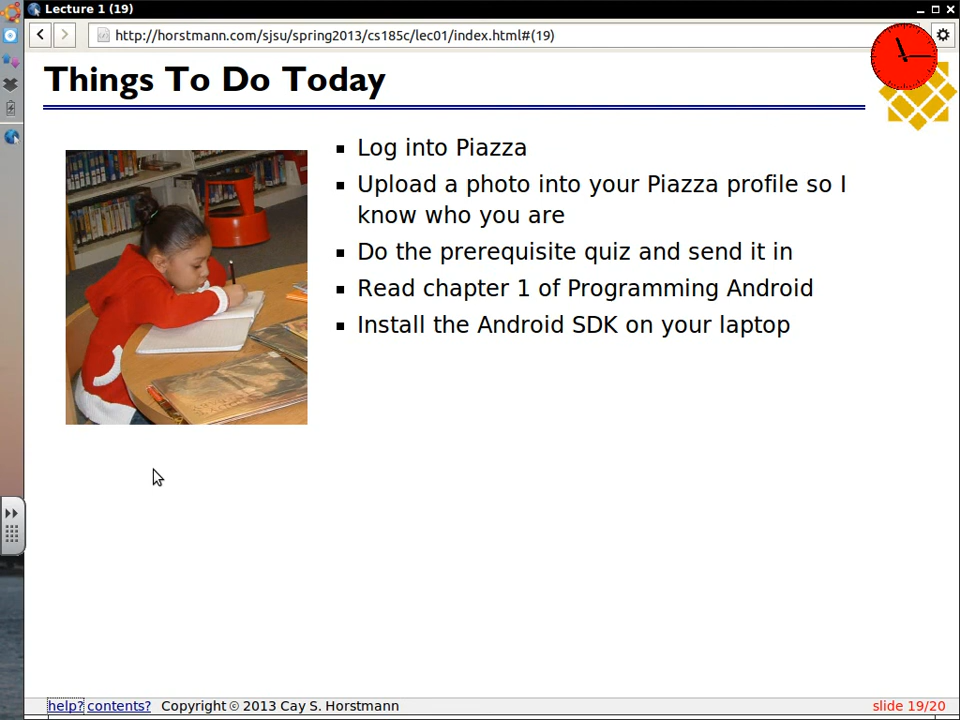 Lecture 1 (19)
http://horstmann.com/sjsu/spring2013/cs185c/lec01/index.html#(19)
Things To Do Today
Log into Piazza
Upload a photo into your Piazza profile so I
know who you are
Do the prerequisite quiz and send it in
Read chapter 1 of Programming Android
Install the Android SDK on your laptop
help? contents? Copyright © 2013 Cay S. Horstmann slide 19/20